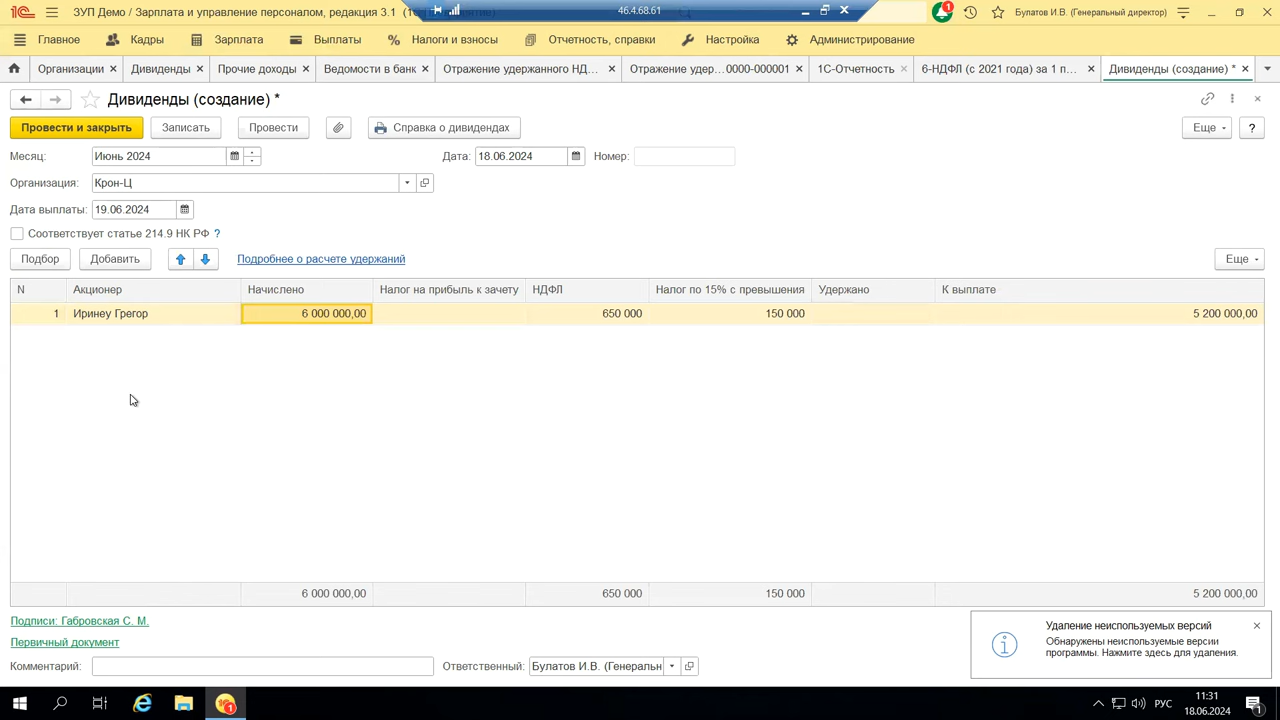 ЗУП Демо / Зарплата и управление персоналом, редакция 3.1 (1С:Предприятие)
46.4.68.61
1
Булатов И.В. (Генеральный директор)
Главное Кадры Зарплата Выплаты Налоги и взносы Отчетность, справки Настройка Администрирование
Организации Дивиденды Прочие доходы Ведомости в банк Отражение удержанного НД... Отражение удер...0000-000001 1С-Отчетность 6-НДФЛ (с 2021 года) за 1 п... Дивиденды (создание) *
Дивиденды (создание) *
Провести и закрыть Записать Провести Справка о дивидендах Еще ?
Месяц: Июнь 2024 Дата: 18.06.2024 Номер:
Организация: Крон-Ц
Дата выплаты: 19.06.2024
Соответствует статье 214.9 НК РФ ?
Подбор Добавить Подробнее о расчете удержаний Еще
N Акционер Начислено Налог на прибыль к зачету НДФЛ Налог по 15% с превышения Удержано К выплате
1 Иринеу Грегор 6 000 000,00 650 000 150 000 5 200 000,00
6 000 000,00 650 000 150 000 5 200 000,00
Подписи: Габровская С. М.
Первичный документ
Комментарий: Ответственный: Булатов И.В. (Генеральн
Удаление неиспользуемых версий
Обнаружены неиспользуемые версии
программы. Нажмите здесь для удаления.
1
РУС
11:31
18.06.2024
1